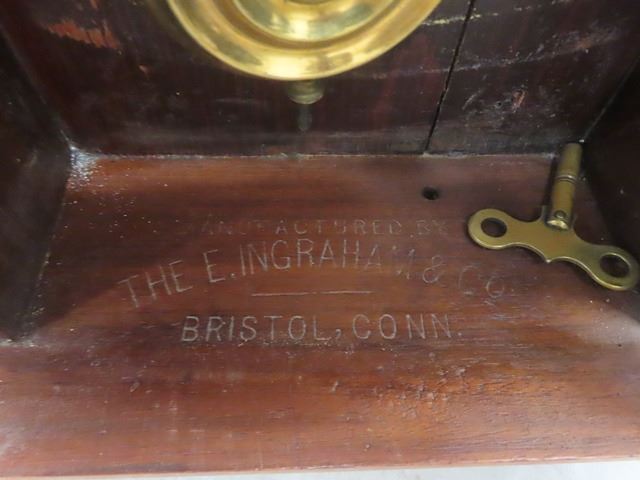 MANUFACTURED BY
THE E. INGRAHAM & CO.
BRISTOL, CONN.